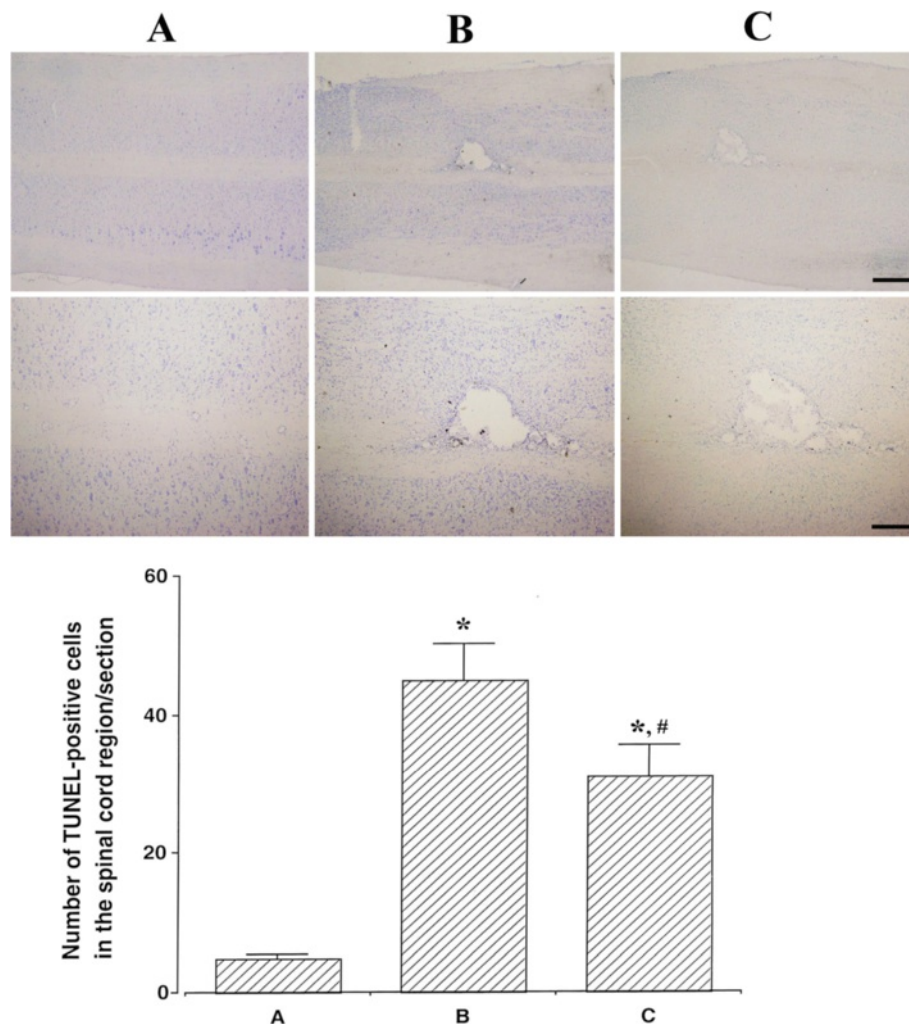 A
B
C
60
40
20
0
Number of TUNEL-positive cells
in the spinal cord region/section
*
*, #
A
B
C